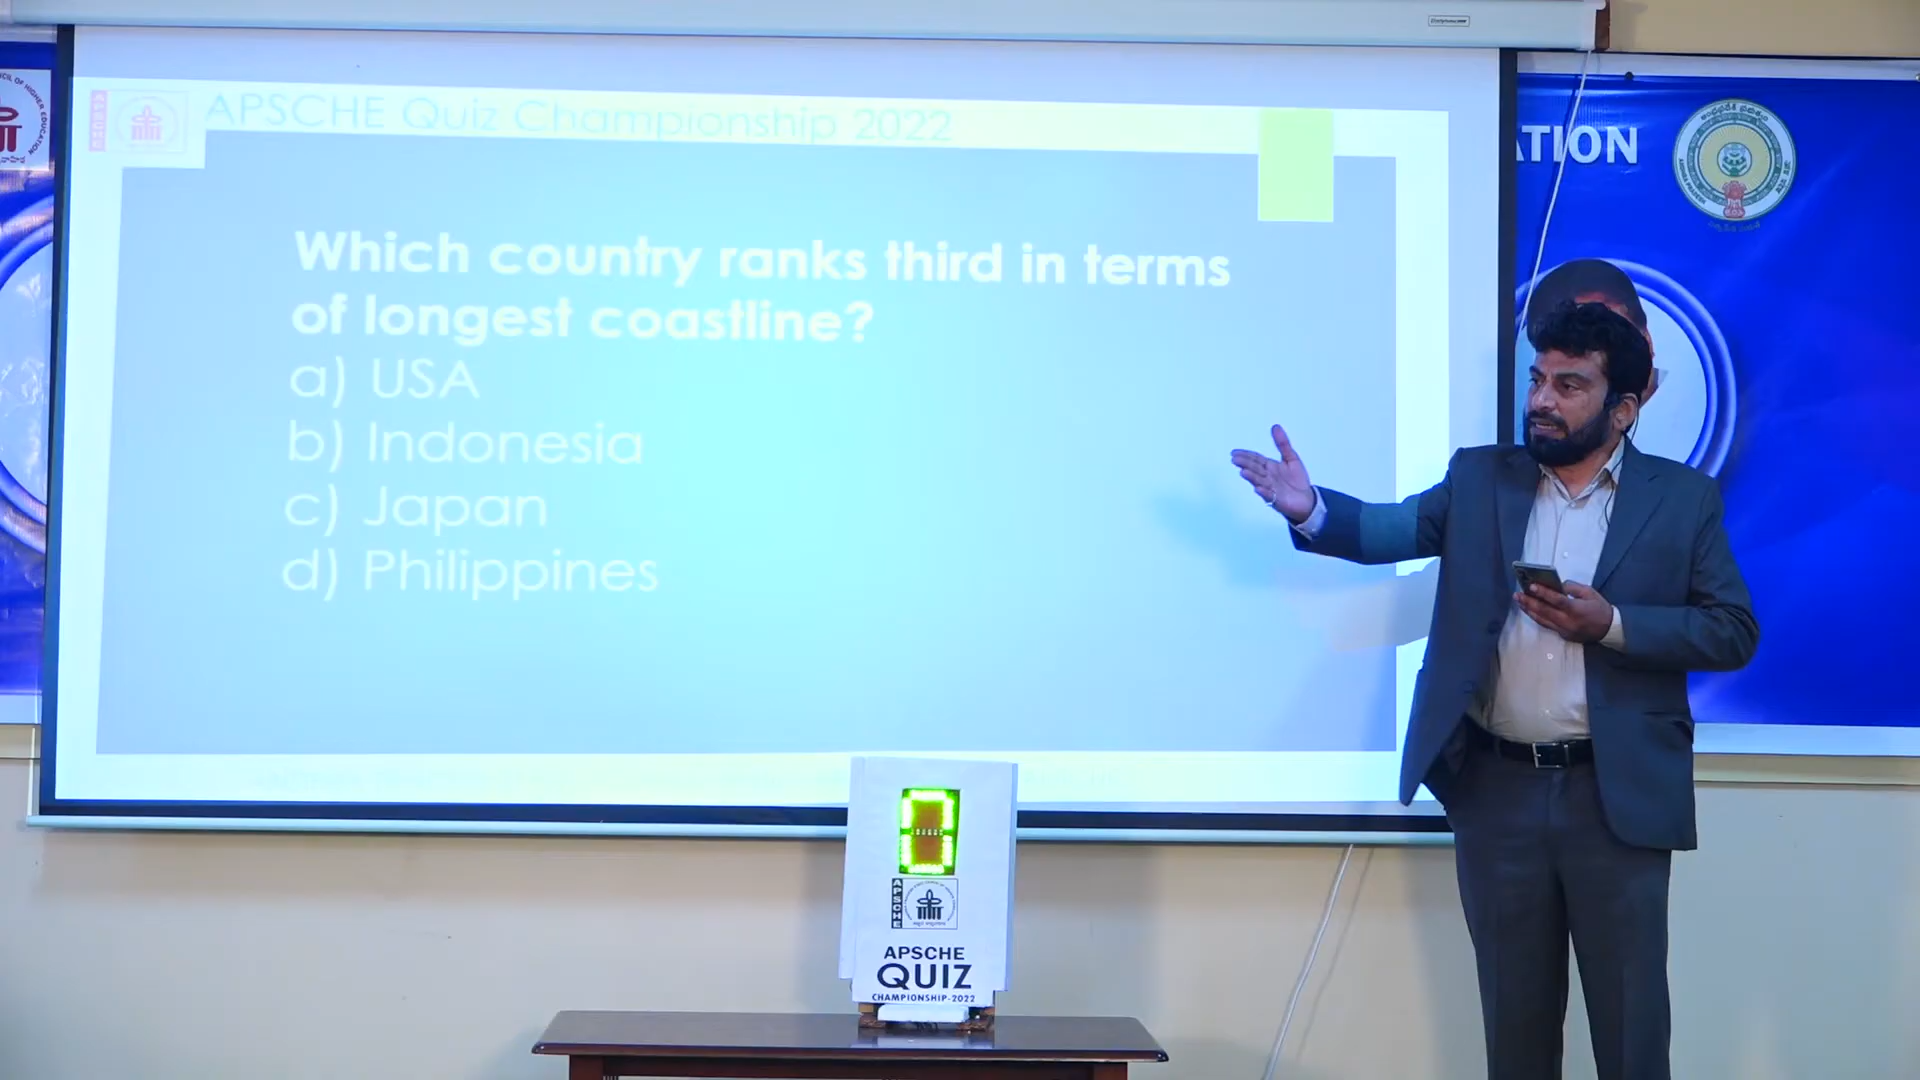 APSCHE Quiz Championship 2022
Which country ranks third in terms
of longest coastline?
a) USA
b) Indonesia
c) Japan
d) Philippines
ATION
APSCHE
APSCHE
QUIZ
CHAMPIONSHIP-2022